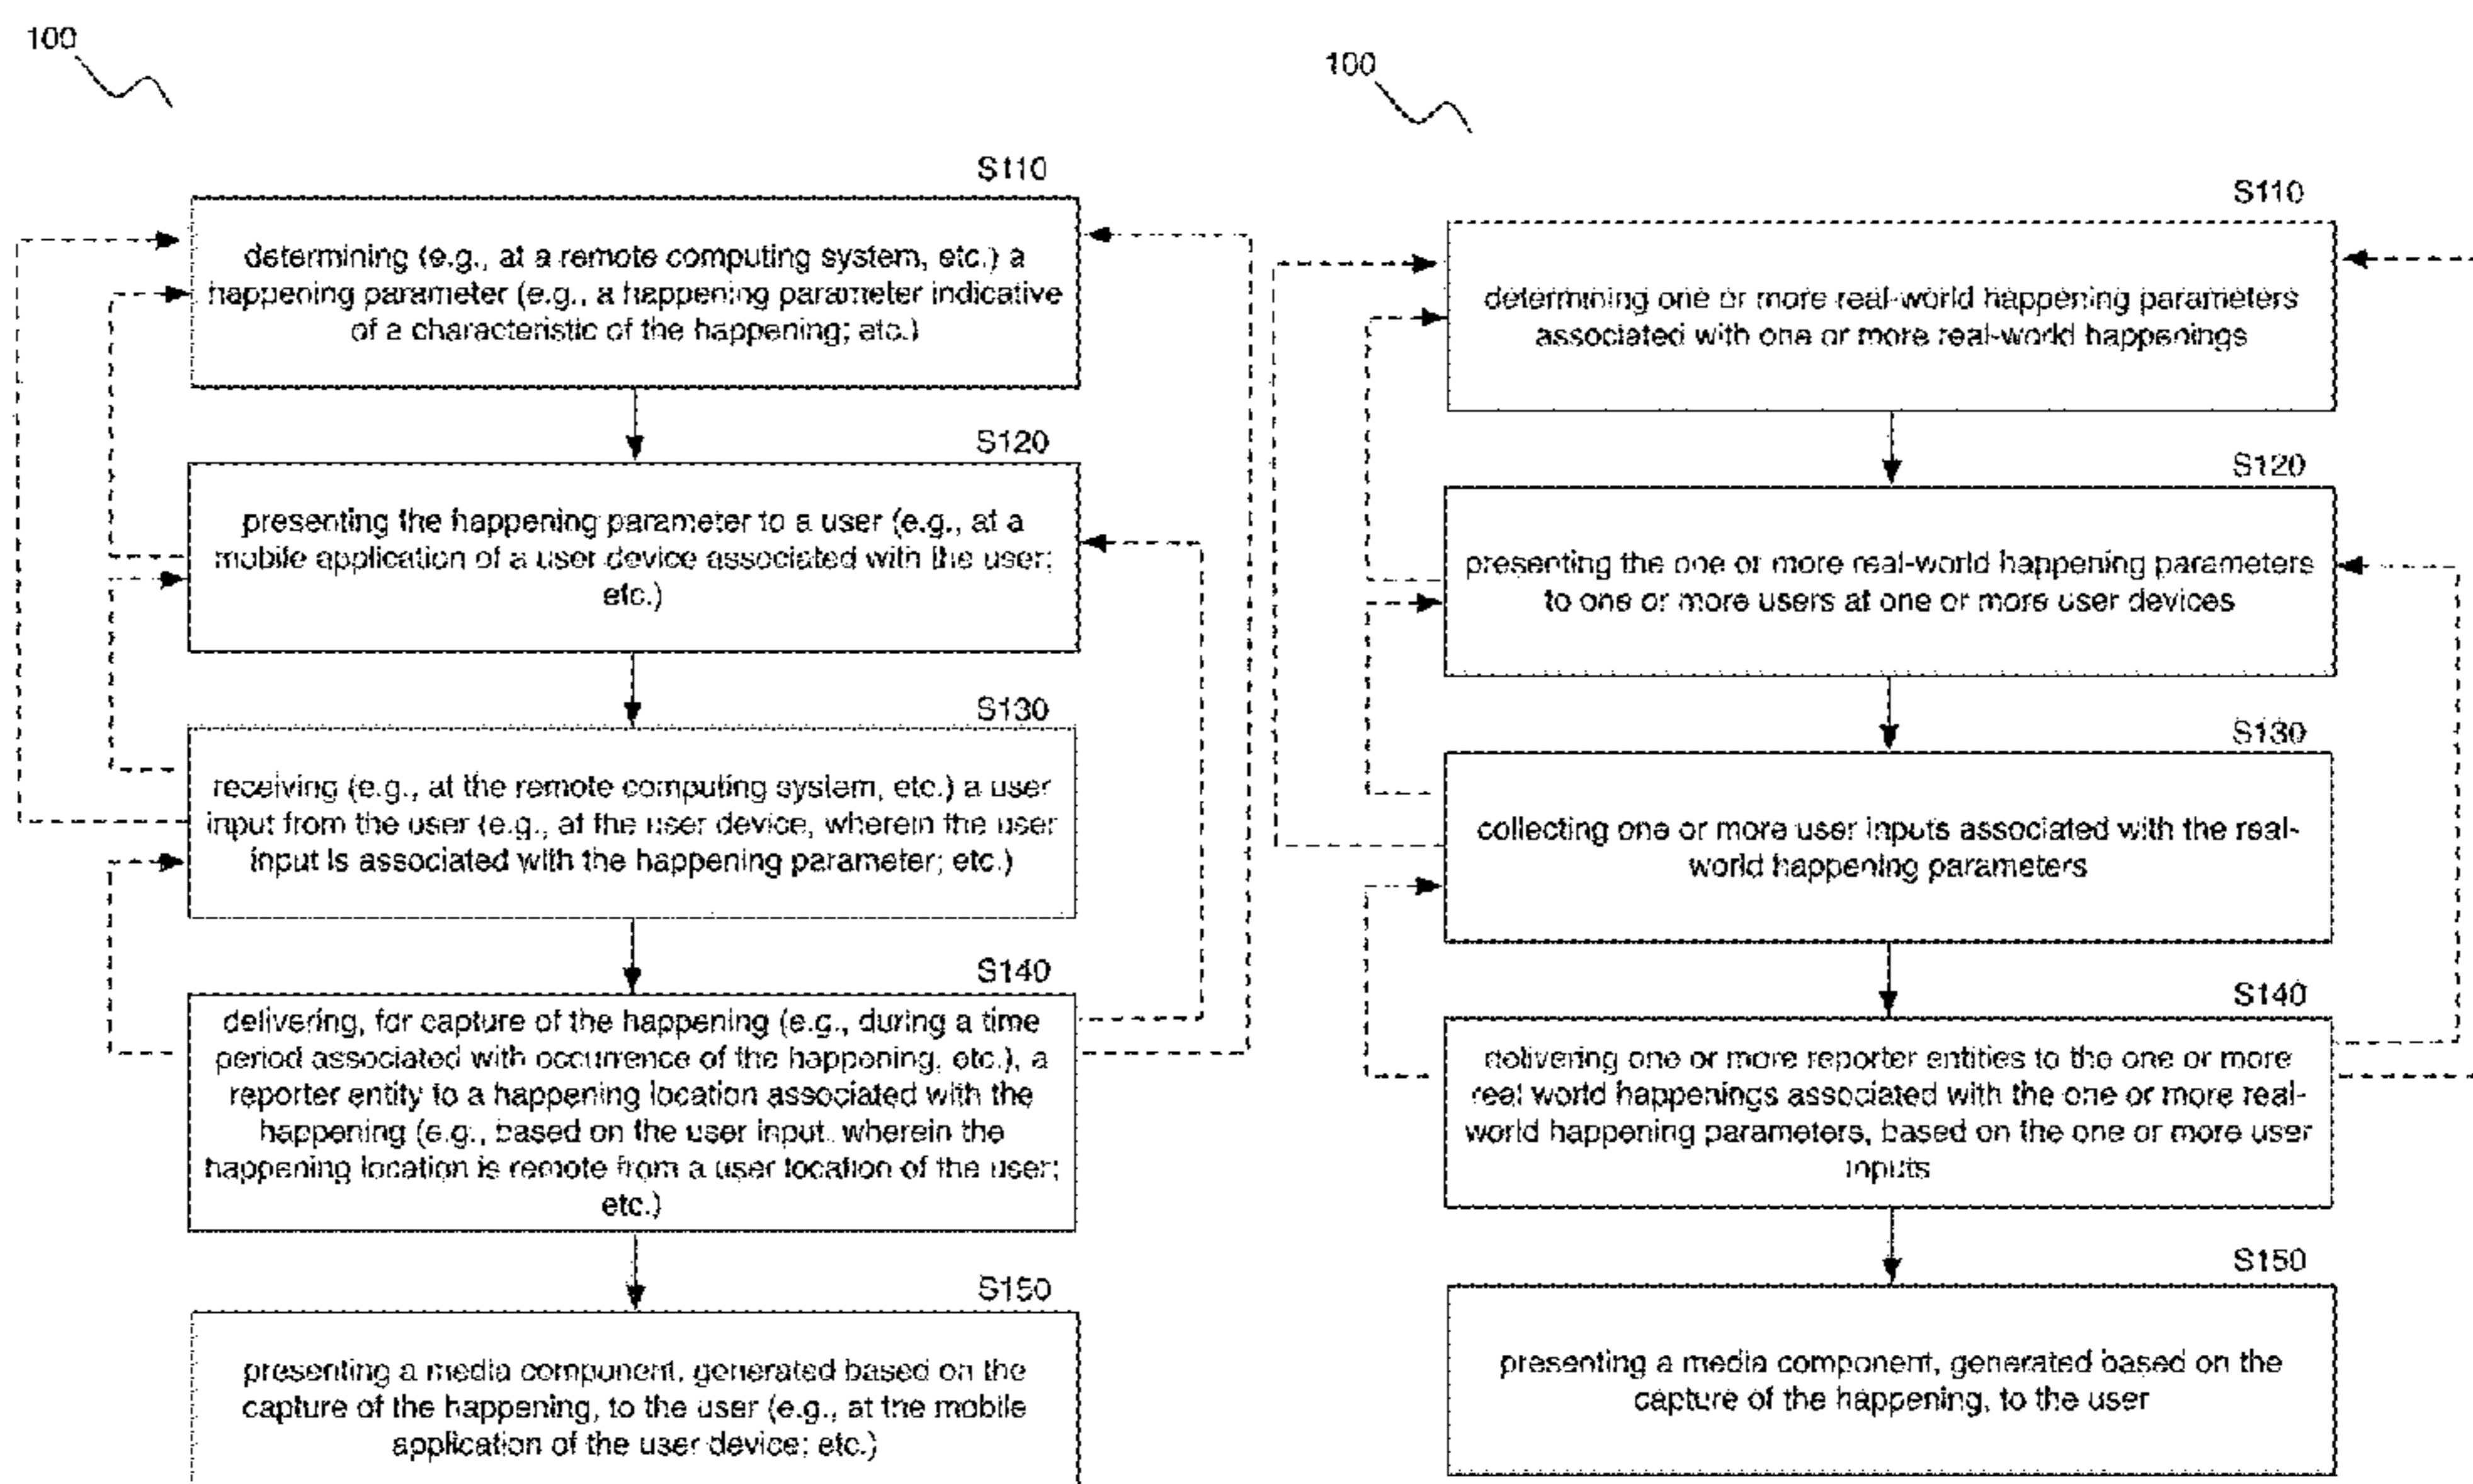 100
S110
determining (e.g., at a remote computing system, etc.) a
happening parameter (e.g., a happening parameter indicative
of a characteristic of the happening; etc.)
S120
presenting the happening parameter to a user (e.g., at a
mobile application of a user device associated with the user;
etc.)
S130
receiving (e.g., at the remote computing system, etc.) a user
input from the user (e.g., at the user device, wherein the user
input is associated with the happening parameter; etc.)
S140
delivering, for capture of the happening (e.g., during a time
period associated with occurrence of the happening, etc.), a
reporter entity to a happening location associated with the
happening (e.g., based on the user input, wherein the
happening location is remote from a user location of the user;
etc.)
S150
presenting a media component, generated based on the
capture of the happening, to the user (e.g., at the mobile
application of the user device; etc.)
100
S110
determining one or more real-world happening parameters
associated with one or more real-world happenings
S120
presenting the one or more real-world happening parameters
to one or more users at one or more user devices
S130
collecting one or more user inputs associated with the real-
world happening parameters
S140
delivering one or more reporter entities to the one or more
real world happenings associated with the one or more real-
world happening parameters, based on the one or more user
inputs
S150
presenting a media component, generated based on the
capture of the happening, to the user